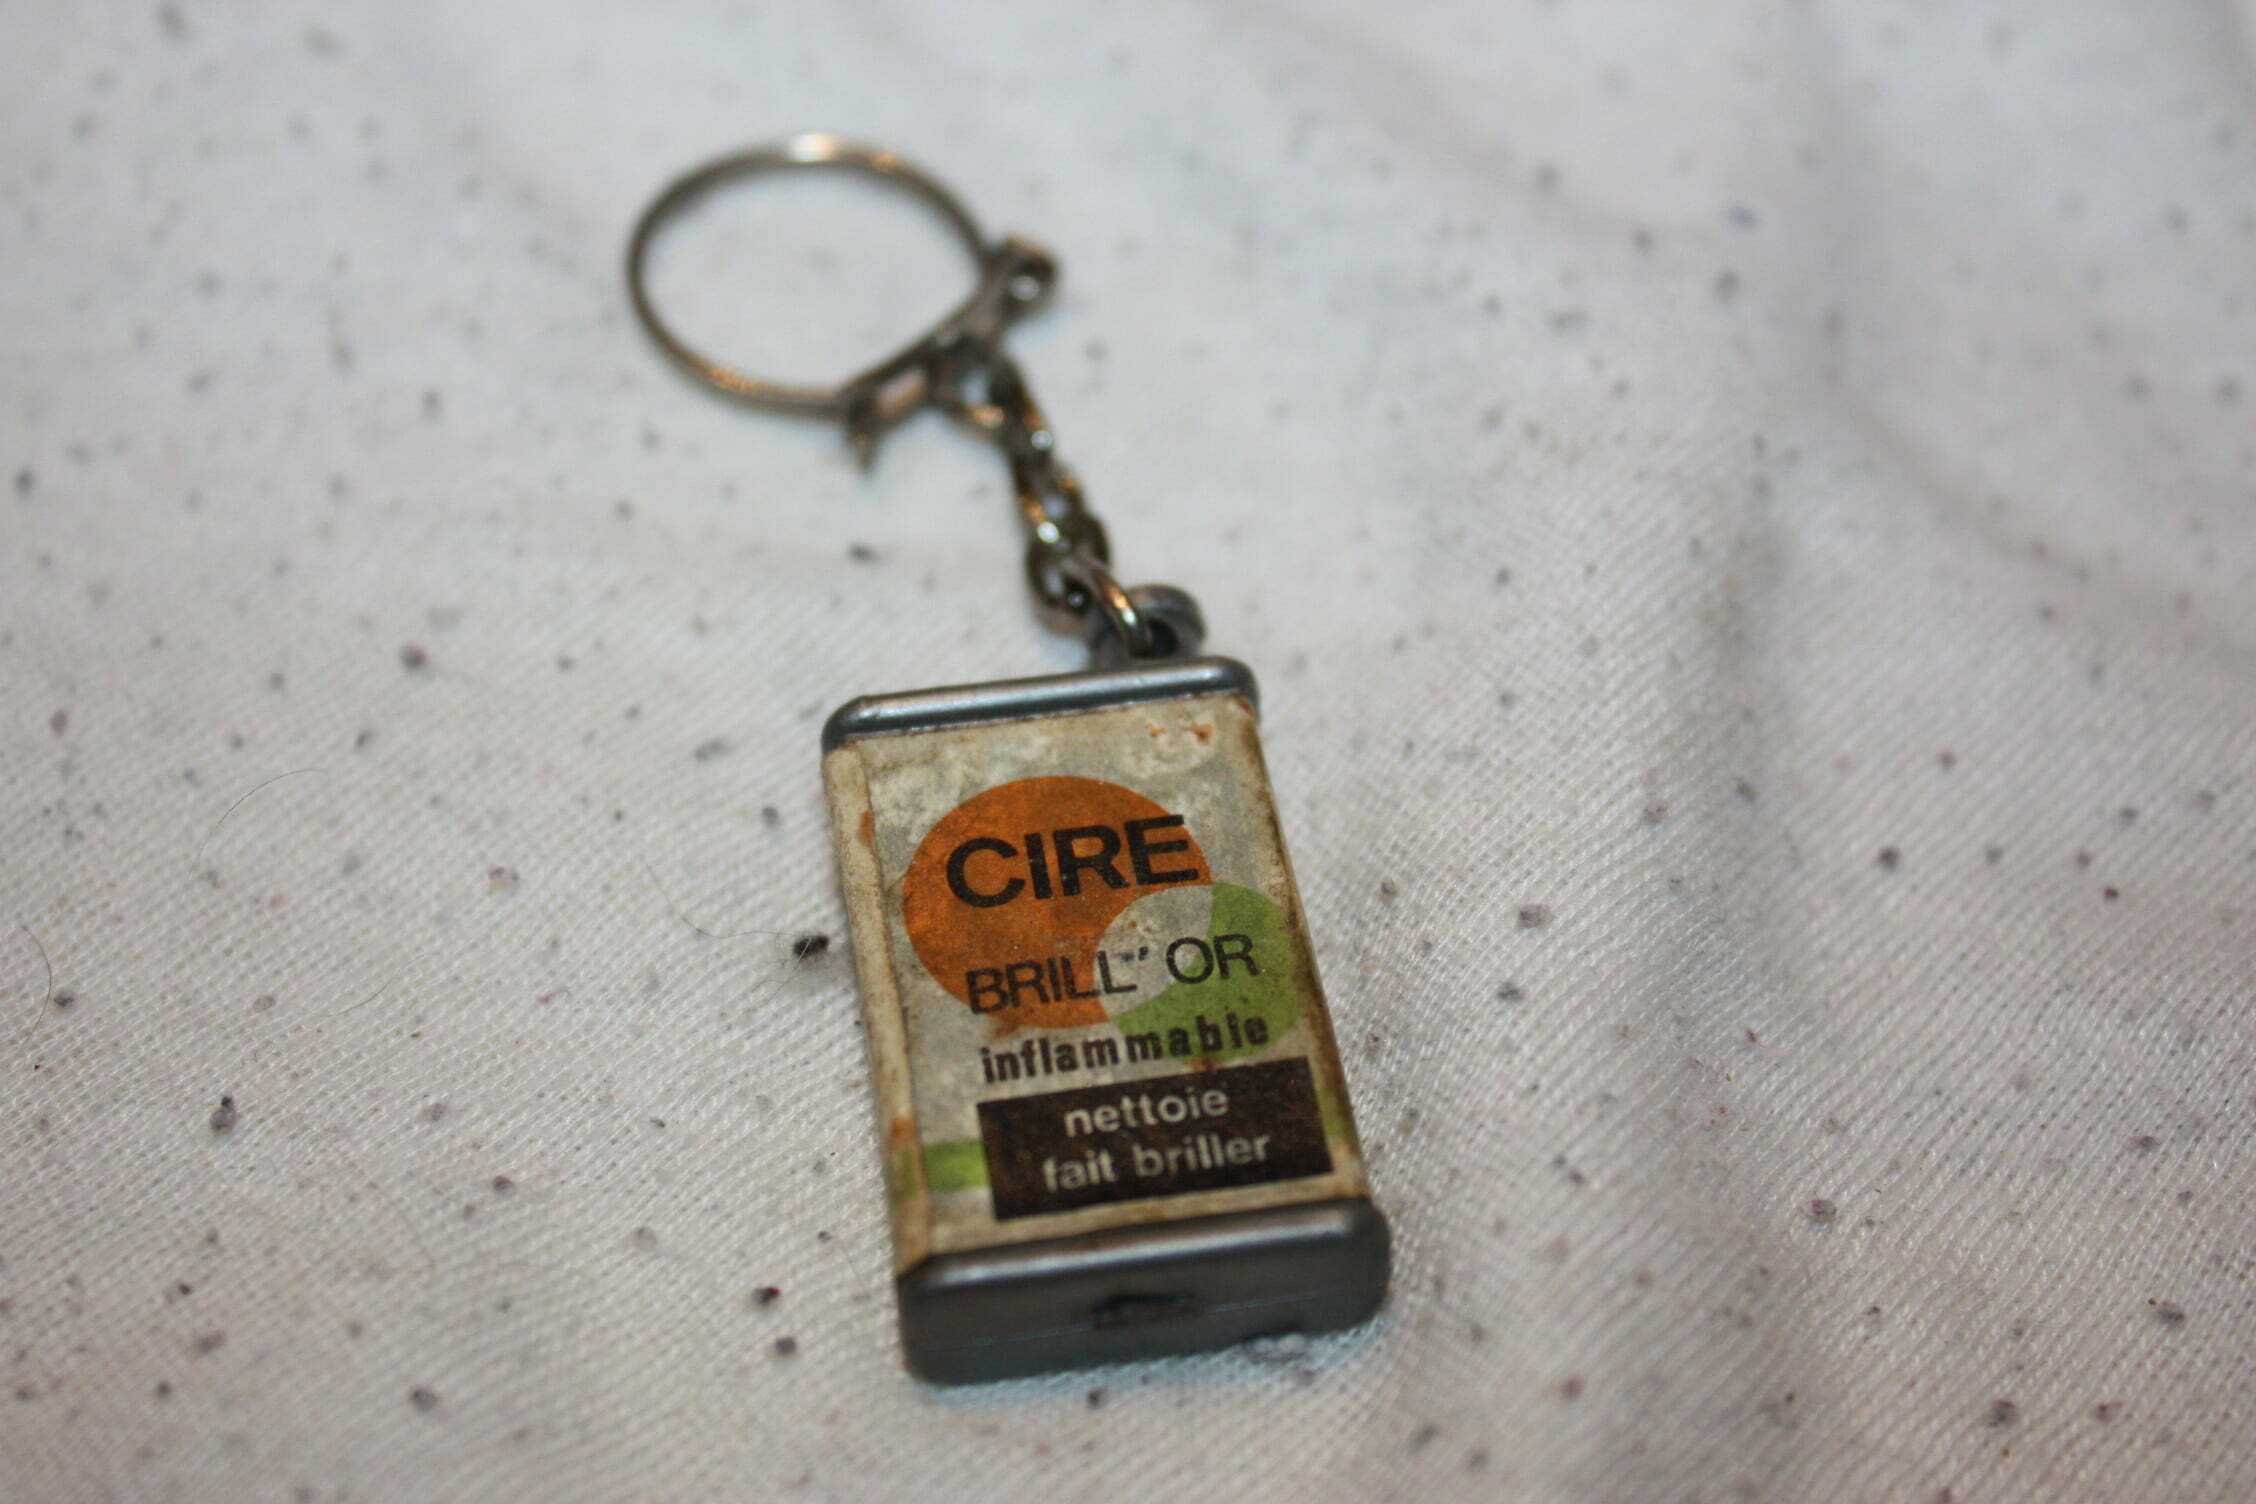 CIRE
BRILL" OR
inflammable
nettoie
fait briller